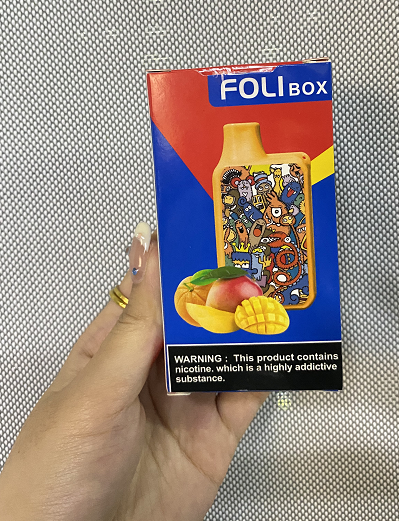 FOLI BOX
WARNING : This product contains
nicotine. which is a highly addictive
substance.